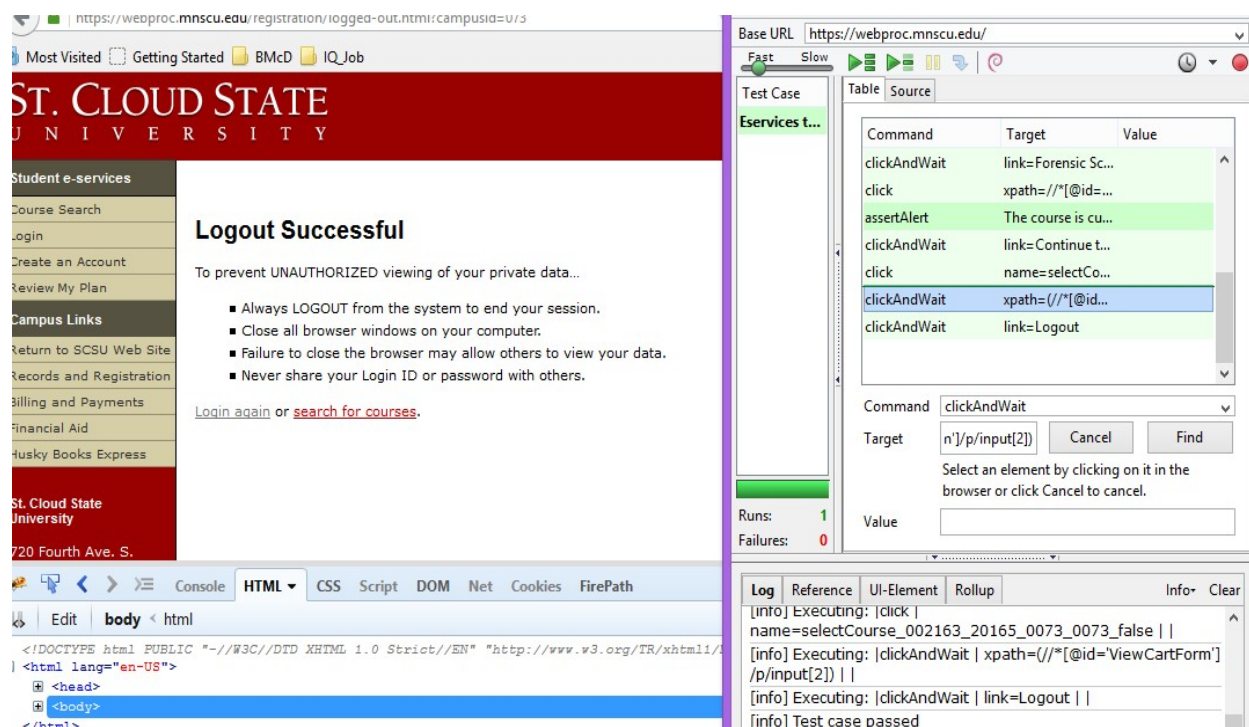 https://webproc.mnscu.edu/registration/logged-out.html?campusid=073
Most Visited Getting Started BMcD IQ_Job
ST. CLOUD STATE
UNIVERSITY
Student e-services
Course Search
Login
Create an Account
Review My Plan
Campus Links
Return to SCSU Web Site
Records and Registration
Billing and Payments
Financial Aid
Husky Books Express
St. Cloud State
University
720 Fourth Ave. S.
Logout Successful
To prevent UNAUTHORIZED viewing of your private data...
Always LOGOUT from the system to end your session.
Close all browser windows on your computer.
Failure to close the browser may allow others to view your data.
Never share your Login ID or password with others.
Login again or search for courses.
Console HTML CSS Script DOM Net Cookies FirePath
Edit body < html
<!DOCTYPE html PUBLIC "-//W3C//DTD XHTML 1.0 Strict//EN" "http://www.w3.org/TR/xhtml1/
<html lang="en-US">
<head>
<body>
</html>
Base URL https://webproc.mnscu.edu/
Fast Slow
Test Case
Eservices t...
Runs: 1
Failures: 0
Table Source
Command Target Value
clickAndWait link=Forensic Sc...
click xpath=//*[@id=...
assertAlert The course is cu...
clickAndWait link=Continue t...
click name=selectCo...
clickAndWait xpath=(//*[@id...
clickAndWait link=Logout
Command clickAndWait
Target n']/p/input[2]) Cancel Find
Select an element by clicking on it in the
browser or click Cancel to cancel.
Value
Log Reference UI-Element Rollup Info Clear
[info] Executing: |click |
name=selectCourse_002163_20165_0073_0073_false | |
[info] Executing: |clickAndWait | xpath=(//*[@id='ViewCartForm']
/p/input[2]) | |
[info] Executing: |clickAndWait | link=Logout | |
[info] Test case passed